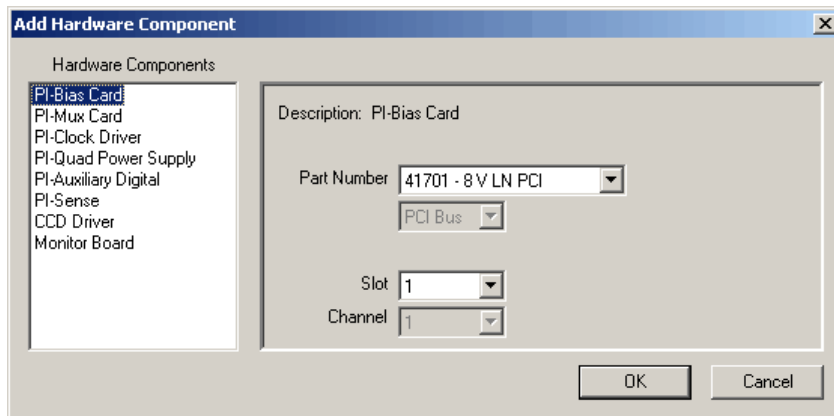 Add Hardware Component
Hardware Components
PI-Bias Card
PI-Mux Card
PI-Clock Driver
PI-Quad Power Supply
PI-Auxiliary Digital
PI-Sense
CCD Driver
Monitor Board
Description: PI-Bias Card
Part Number 41701 - 8 V LN PCI
PCI Bus
Slot 1
Channel 1
OK Cancel